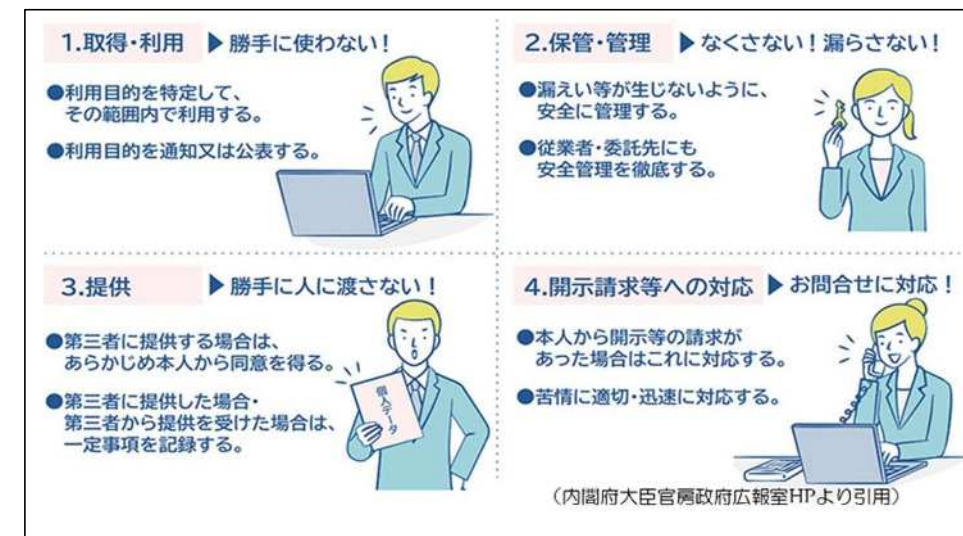 1.取得・利用 ▶勝手に使わない！
●利用目的を特定して、
その範囲内で利用する。
●利用目的を通知又は公表する。
2.保管・管理 ▶なくさない！漏らさない！
●漏えい等が生じないように、
安全に管理する。
●従業者・委託先にも
安全管理を徹底する。
3.提供 ▶勝手に人に渡さない！
●第三者に提供する場合は、
あらかじめ本人から同意を得る。
●第三者に提供した場合・
第三者から提供を受けた場合は、
一定事項を記録する。
個人データ
4.開示請求等への対応 ▶お問合せに対応！
●本人から開示等の請求が
あった場合はこれに対応する。
●苦情に適切・迅速に対応する。
（内閣府大臣官房政府広報室HPより引用）